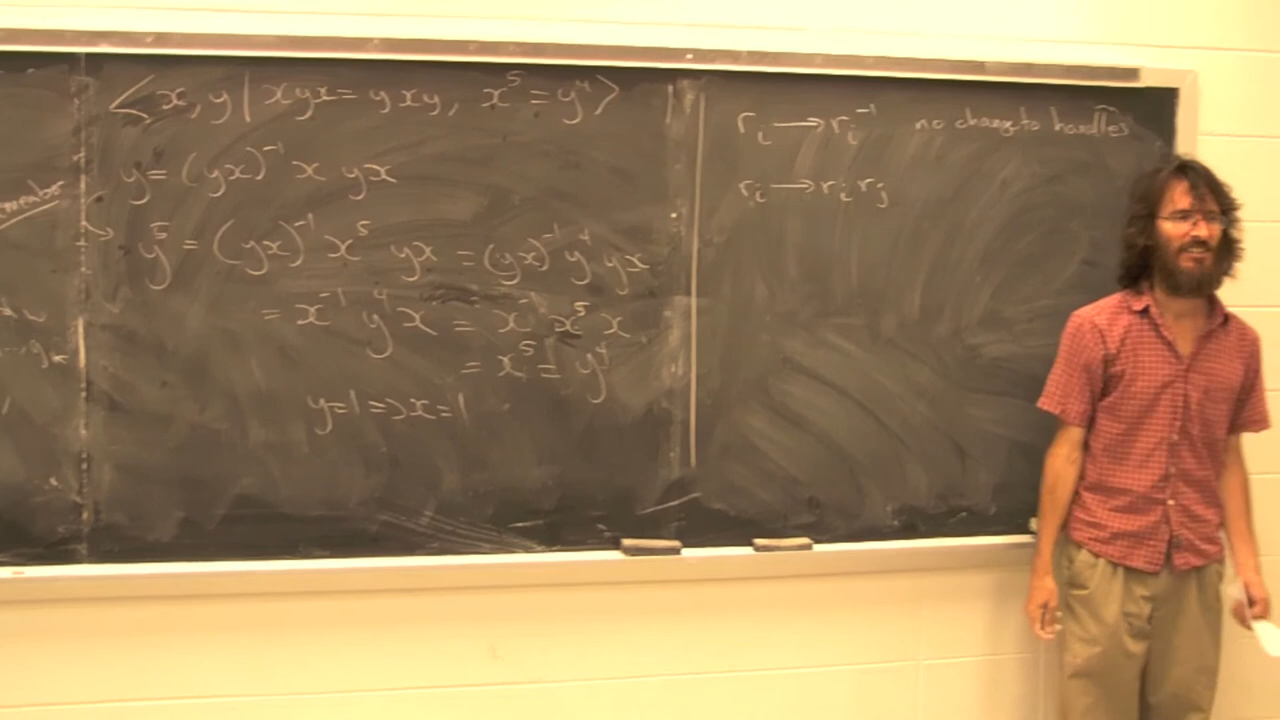 ⟨x, y | xyx = yxy, x⁵ = y⁴⟩
y = (yx)⁻¹ x yx
y⁵ = (yx)⁻¹ x⁵ yx = (yx)⁻¹ y⁴ yx
= x⁻¹ y⁴ x = x⁻¹ x⁵ x
= x⁵ = y⁴
y=1 => x=1
rᵢ → rᵢ⁻¹ no change to handles
rᵢ → rᵢ rⱼ